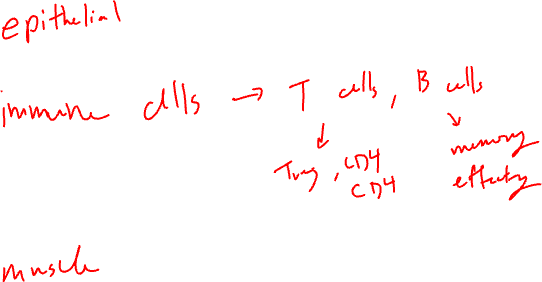 epithelial
immune cells → T cells, B cells
Treg, CD4
CD4
memory
effector
muscle